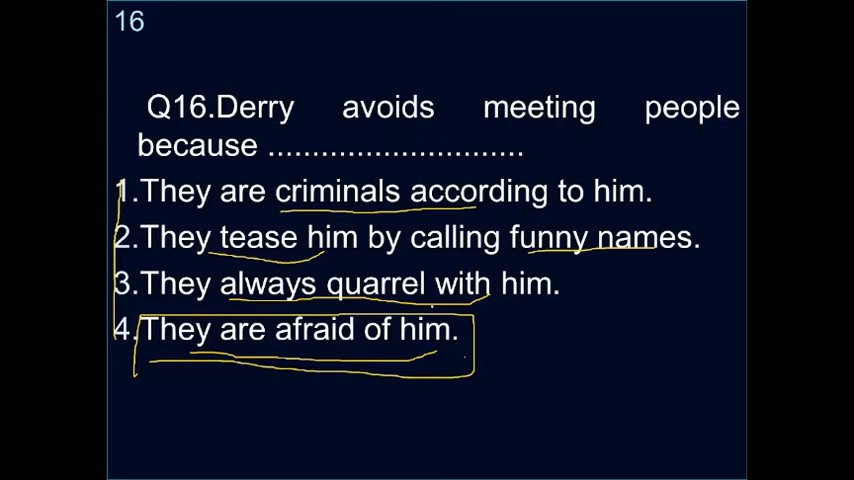 16
Q16.Derry avoids meeting people
because .............................
1.They are criminals according to him.
2.They tease him by calling funny names.
3.They always quarrel with him.
4.They are afraid of him.